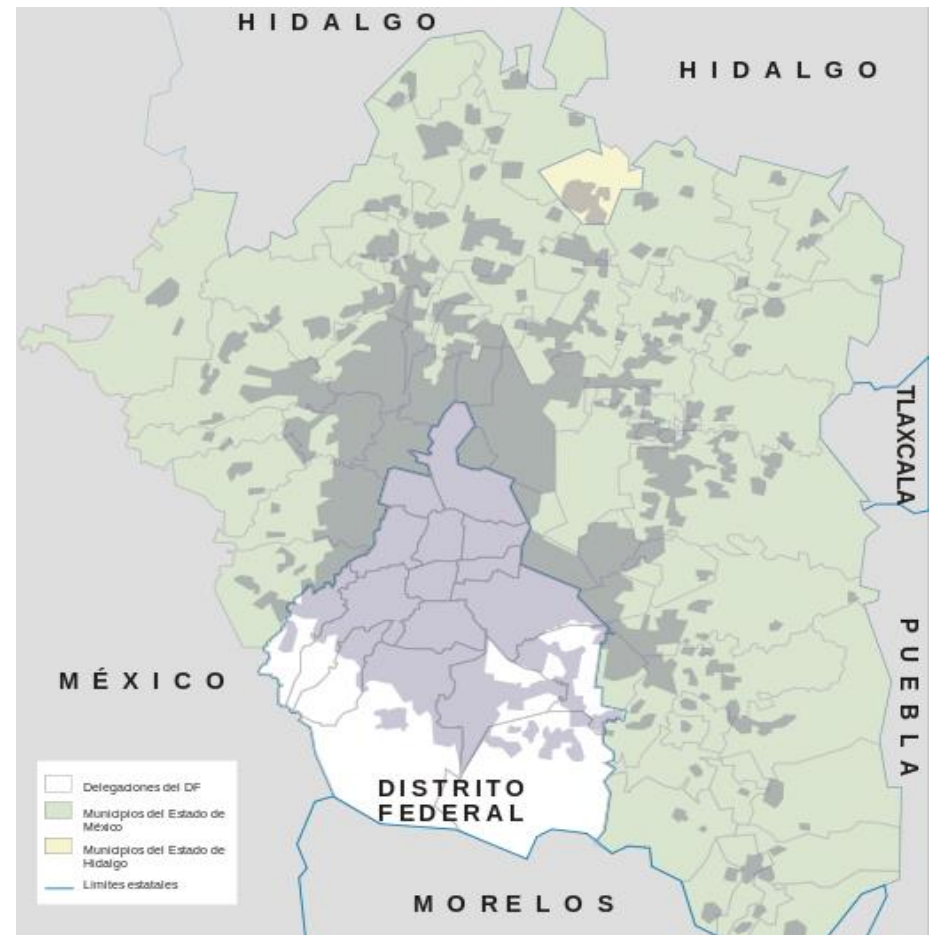 HIDALGO
HIDALGO
TLAXCALA
PUEBLA
MÉXICO
DISTRITO
FEDERAL
MORELOS
Delegaciones del DF
Municipios del Estado de
México
Municipios del Estado de
Hidalgo
Límites estatales